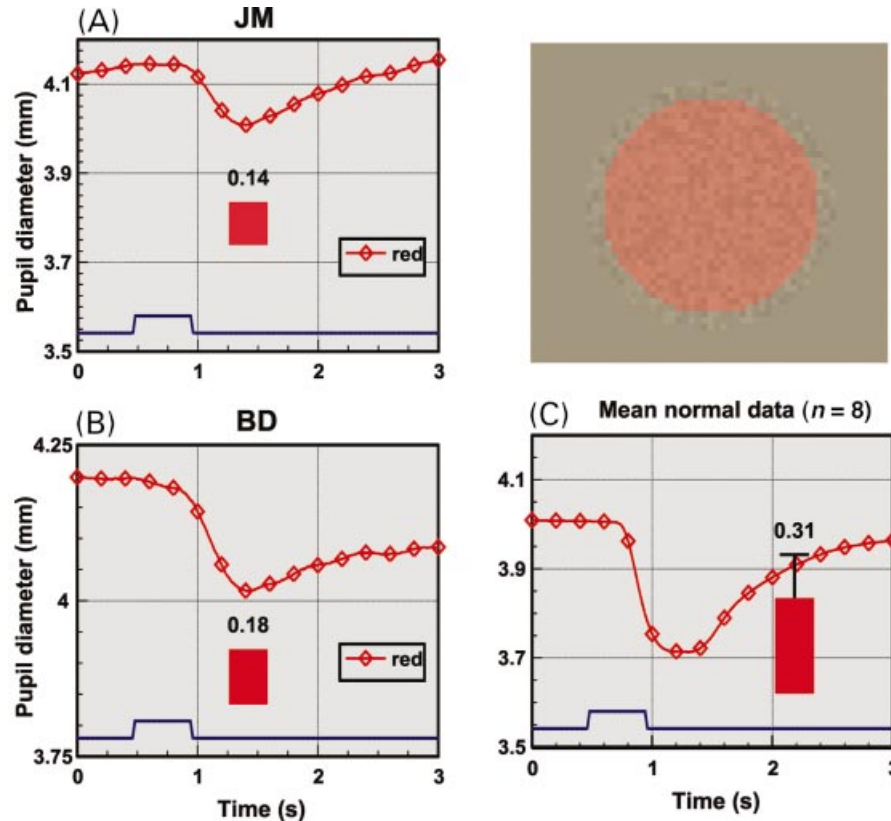 (A) JM
Pupil diameter (mm)
4.1
3.9
3.7
3.5
0.14
red
0 1 2 3
(B) BD
Pupil diameter (mm)
4.25
4
3.75
0.18
red
0 1 2 3
Time (s)
(C) Mean normal data (n = 8)
4.1
3.9
3.7
3.5
0.31
0 1 2 3
Time (s)